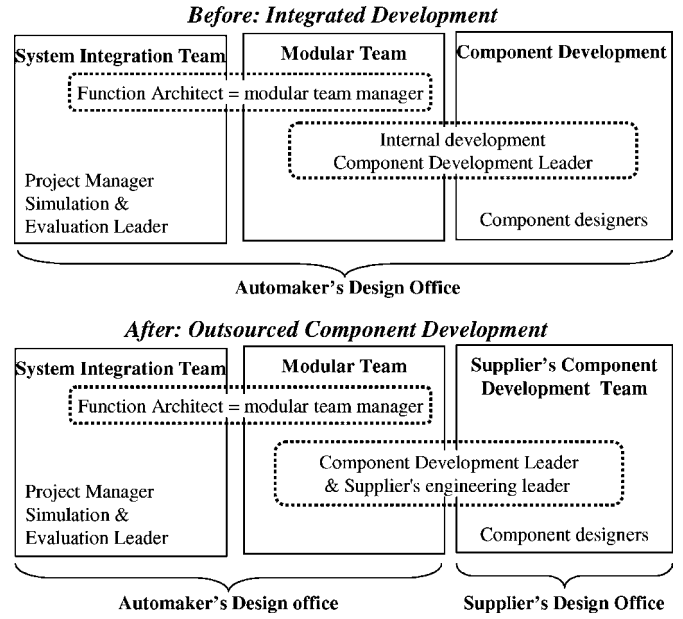 Before: Integrated Development
System Integration Team
Modular Team
Component Development
Function Architect = modular team manager
Internal development
Component Development Leader
Project Manager
Simulation &
Evaluation Leader
Component designers
Automaker's Design Office
After: Outsourced Component Development
System Integration Team
Modular Team
Supplier's Component
Development Team
Function Architect = modular team manager
Component Development Leader
& Supplier's engineering leader
Project Manager
Simulation &
Evaluation Leader
Component designers
Automaker's Design office
Supplier's Design Office